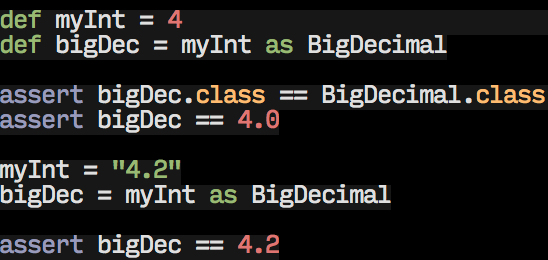 def myInt = 4
def bigDec = myInt as BigDecimal
assert bigDec.class == BigDecimal.class
assert bigDec == 4.0
myInt = "4.2"
bigDec = myInt as BigDecimal
assert bigDec == 4.2